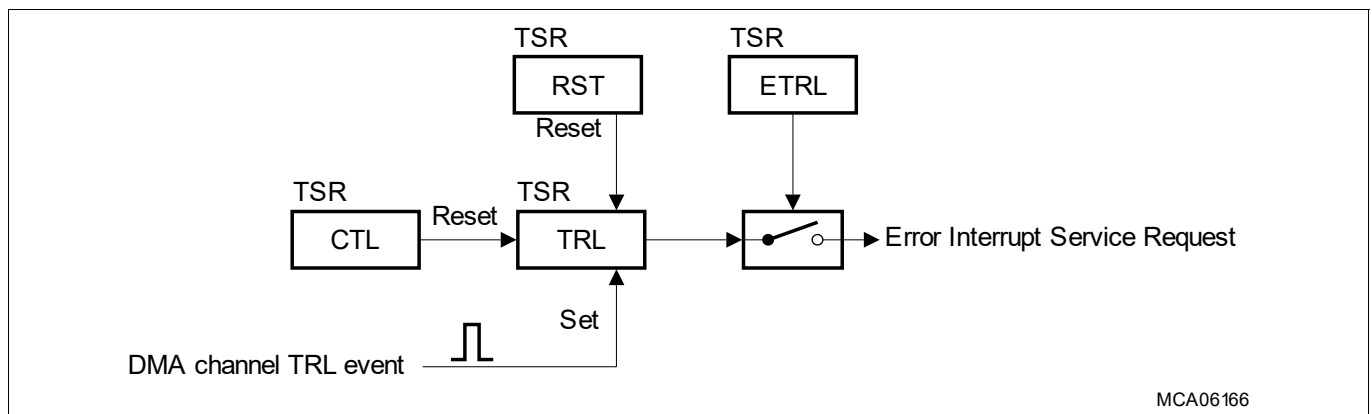 TSR
TSR
RST
ETRL
Reset
TSR
TSR
Reset
CTL
TRL
Error Interrupt Service Request
Set
DMA channel TRL event
MCA06166